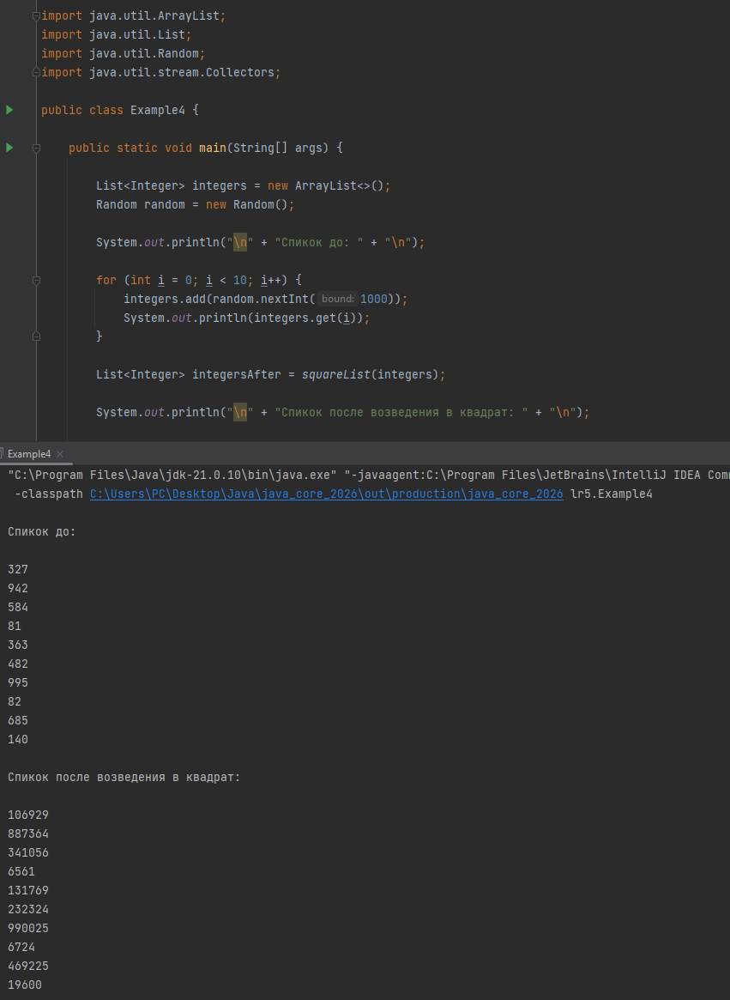 import java.util.ArrayList;
import java.util.List;
import java.util.Random;
import java.util.stream.Collectors;
public class Example4 {
public static void main(String[] args) {
List<Integer> integers = new ArrayList<>();
Random random = new Random();
System.out.println("\n" + "Спикок до: " + "\n");
for (int i = 0; i < 10; i++) {
integers.add(random.nextInt( bound: 1000));
System.out.println(integers.get(i));
}
List<Integer> integersAfter = squareList(integers);
System.out.println("\n" + "Спикок после возведения в квадрат: " + "\n");
Example4 ×
"C:\Program Files\Java\jdk-21.0.10\bin\java.exe" "-javaagent:C:\Program Files\JetBrains\IntelliJ IDEA Com
-classpath C:\Users\PC\Desktop\Java\java_core_2026\out\production\java_core_2026 lr5.Example4
Спикок до:
327
942
584
81
363
482
995
82
685
140
Спикок после возведения в квадрат:
106929
887364
341056
6561
131769
232324
990025
6724
469225
19600